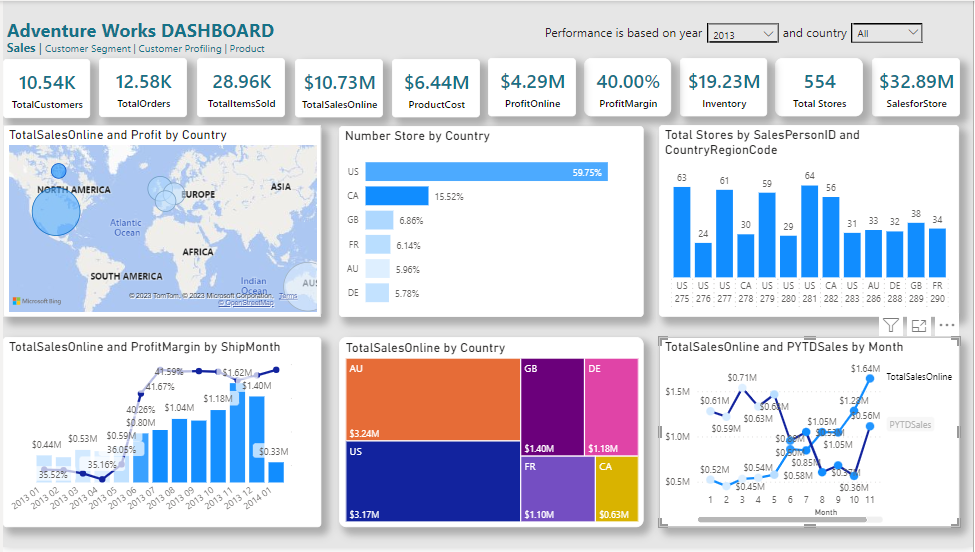 Adventure Works DASHBOARD
Sales | Customer Segment | Customer Profiling | Product
Performance is based on year 2013 and country All
10.54K
TotalCustomers
12.58K
TotalOrders
28.96K
TotalItemsSold
$10.73M
TotalSalesOnline
$6.44M
ProductCost
$4.29M
ProfitOnline
40.00%
ProfitMargin
$19.23M
Inventory
554
Total Stores
$32.89M
SalesforStore
TotalSalesOnline and Profit by Country
NORTH AMERICA
EUROPE
ASIA
Atlantic
Ocean
AFRICA
SOUTH AMERICA
Indian
Ocean
AUS
Microsoft Bing
© 2023 TomTom, © 2023 Microsoft Corporation, Terms
© OpenStreetMap
Number Store by Country
US 59.75%
CA 15.52%
GB 6.86%
FR 6.14%
AU 5.96%
DE 5.78%
Total Stores by SalesPersonID and
CountryRegionCode
63 24 61 30 59 29 64 56 31 33 32 38 34
US US US CA US US US CA US AU DE GB FR
275 276 277 278 279 280 281 282 283 286 288 289 290
TotalSalesOnline and ProfitMargin by ShipMonth
$0.44M
$0.53M
$0.59M
$0.80M
$1.04M
$1.18M
$1.62M
$1.40M
$0.33M
35.52%
35.16%
36.05%
40.26%
41.67%
41.59%
2013 01
2013 02
2013 03
2013 04
2013 05
2013 06
2013 07
2013 08
2013 09
2013 10
2013 11
2013 12
2014 01
TotalSalesOnline by Country
AU
$3.24M
US
$3.17M
GB
$1.40M
DE
$1.18M
FR
$1.10M
CA
$0.63M
TotalSalesOnline and PYTDSales by Month
$1.5M
$1.0M
$0.5M
$0.61M
$0.59M
$0.71M
$0.63M
$0.52M
$0.45M
$0.54M
$0.58M
$0.85M
$1.05M
$1.05M
$0.36M
$0.56M
$1.64M
TotalSalesOnline
PYTDSales
1 2 3 4 5 6 7 8 9 10 11
Month